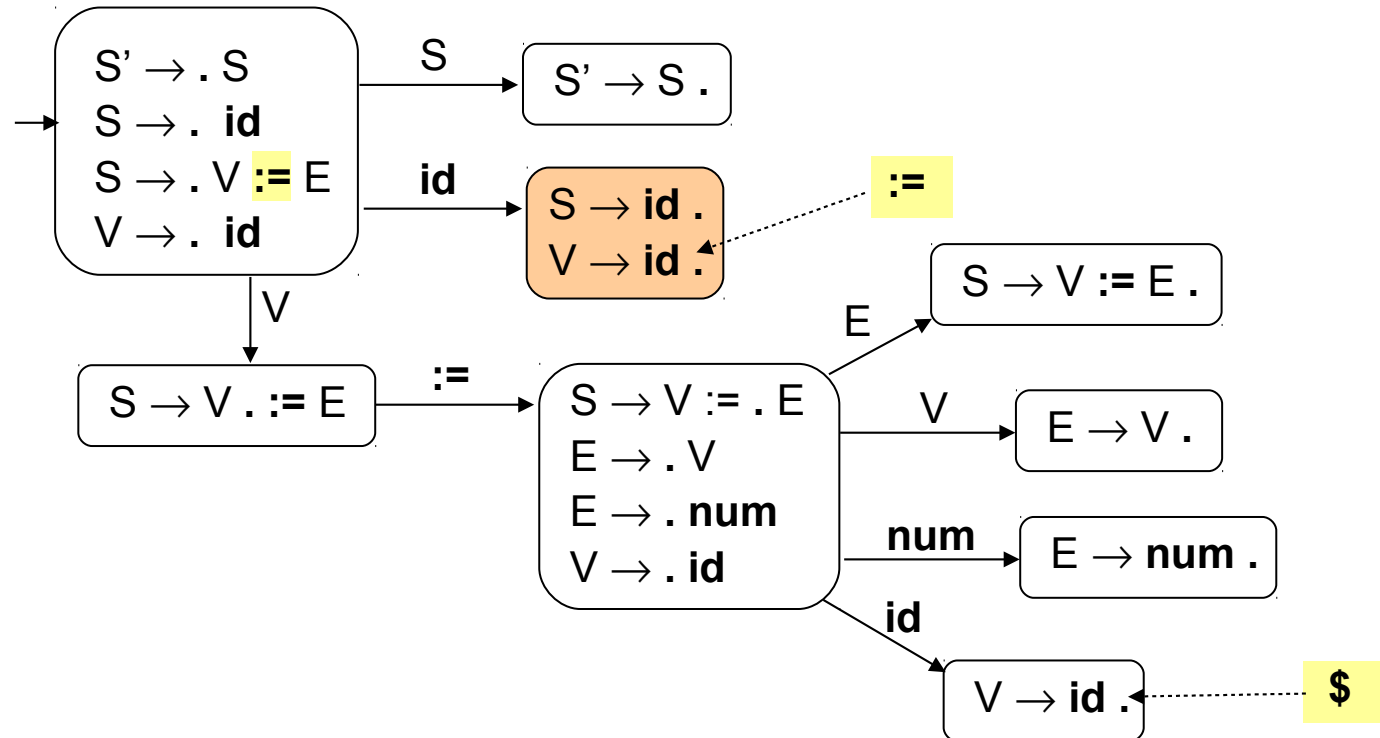 S’ → . S
S → . id
S → . V := E
V → . id
S
S’ → S .
id
S → id .
V → id .
:=
V
S → V . := E
:=
S → V := . E
E → . V
E → . num
V → . id
E
S → V := E .
V
E → V .
num
E → num .
id
V → id .
$